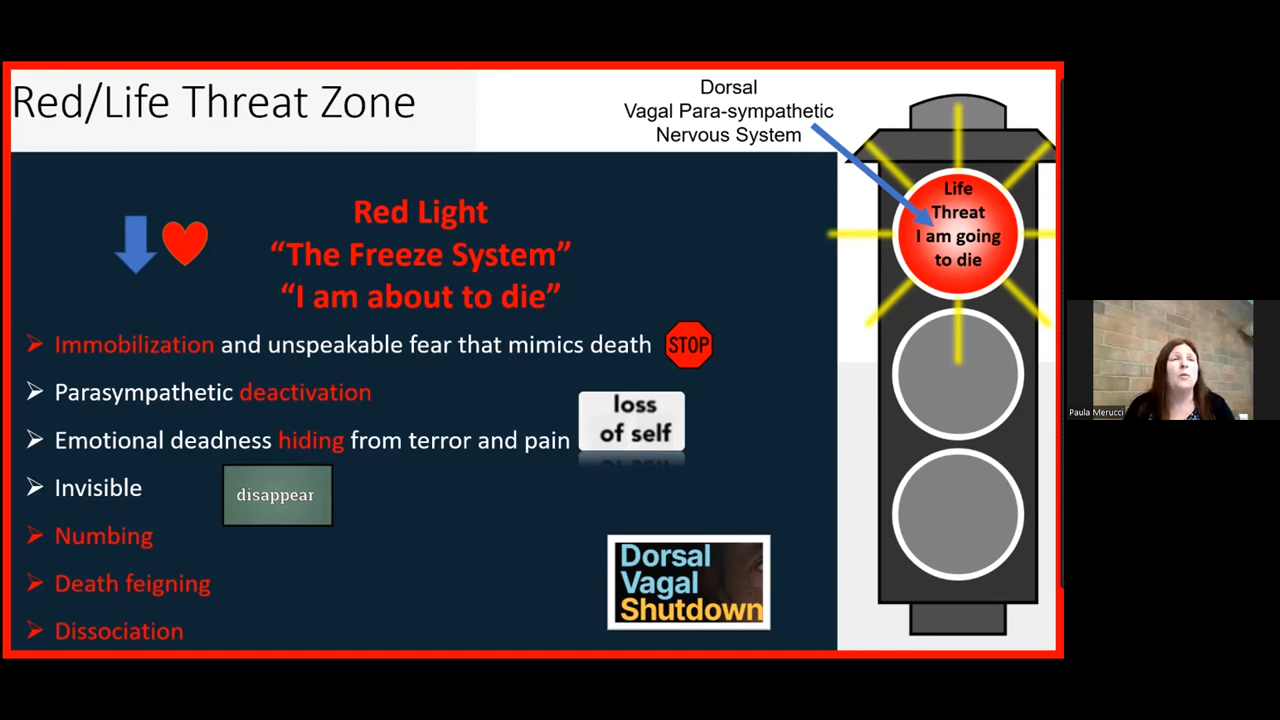 Red/Life Threat Zone
Dorsal
Vagal Para-sympathetic
Nervous System
Red Light
“The Freeze System”
“I am about to die”
Immobilization and unspeakable fear that mimics death
STOP
Parasympathetic deactivation
Emotional deadness hiding from terror and pain
loss
of self
Invisible
disappear
Numbing
Death feigning
Dissociation
Dorsal
Vagal
Shutdown
Life
Threat
I am going
to die
Paula Merucci